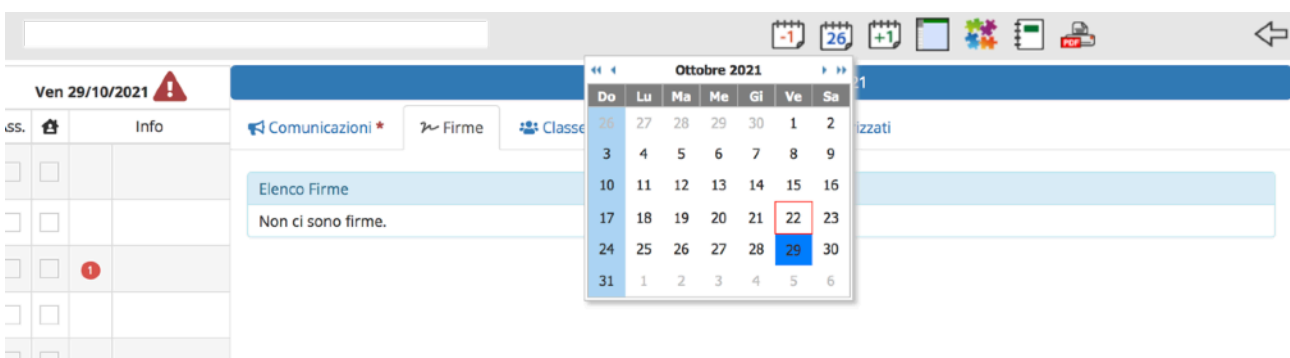 -1 26 +1 PDF
Ven 29/10/2021
Ottobre 2021
21
Do Lu Ma Me Gi Ve Sa
Ass. Info
Comunicazioni * Firme Classe izzati
26 27 28 29 30 1 2
3 4 5 6 7 8 9
10 11 12 13 14 15 16
17 18 19 20 21 22 23
24 25 26 27 28 29 30
31 1 2 3 4 5 6
Elenco Firme
Non ci sono firme.
1